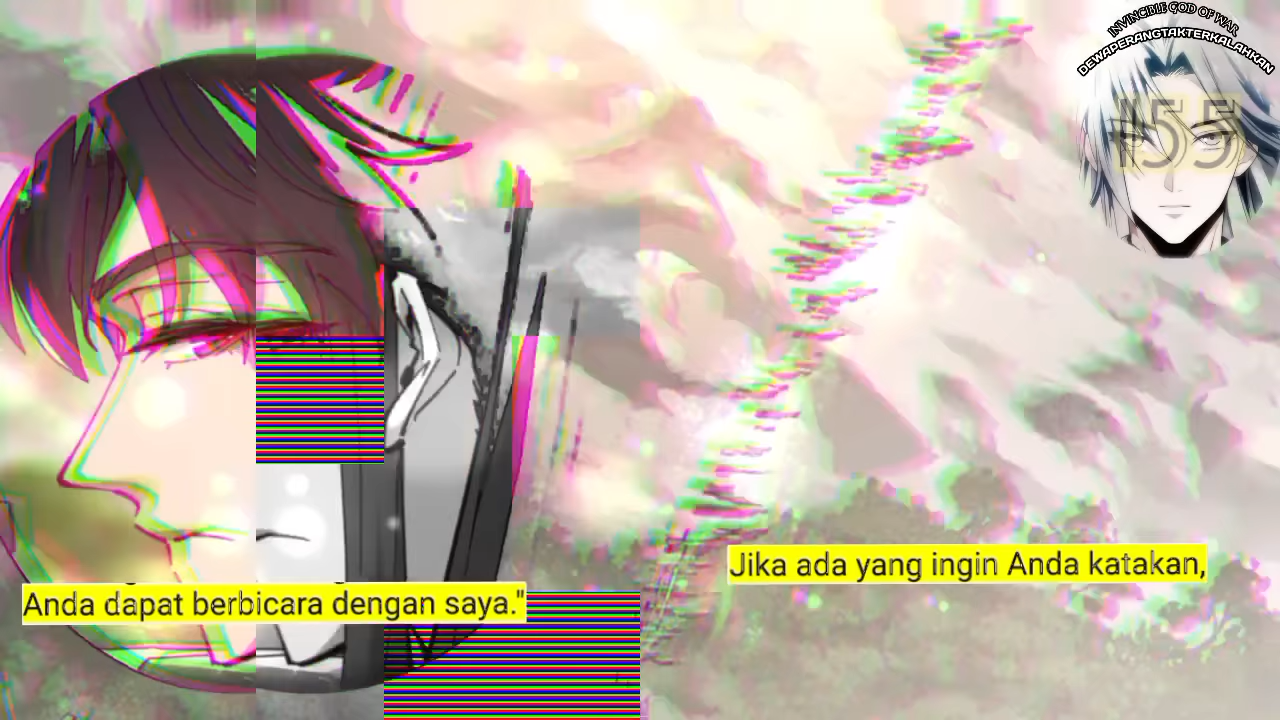 INVINCIBLE GOD OF WAR
DEWAPERANGTAKTERKALAHKAN
155
Jika ada yang ingin Anda katakan,
Anda dapat berbicara dengan saya."